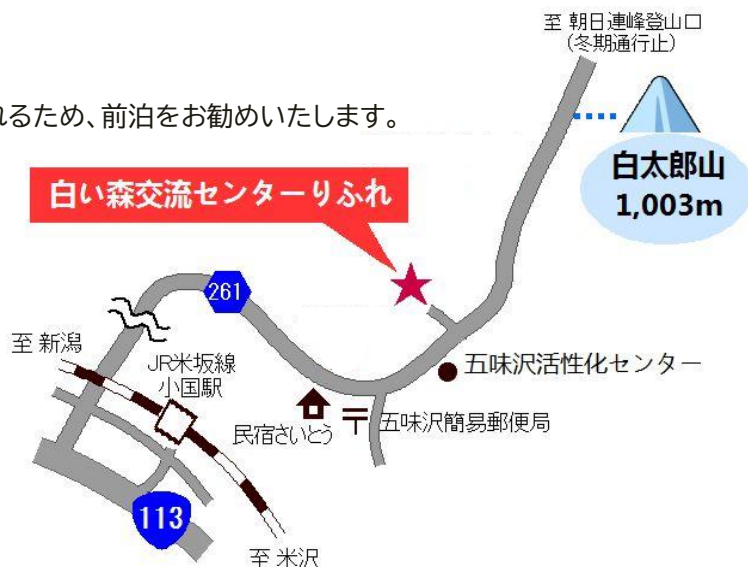 至 朝日連峰登山口
(冬期通行止)
れるため、前泊をお勧めいたします。
白太郎山
1,003m
白い森交流センターりふれ
261
至 新潟
JR米坂線
小国駅
五味沢活性化センター
民宿さいとう
五味沢簡易郵便局
113
至 米沢